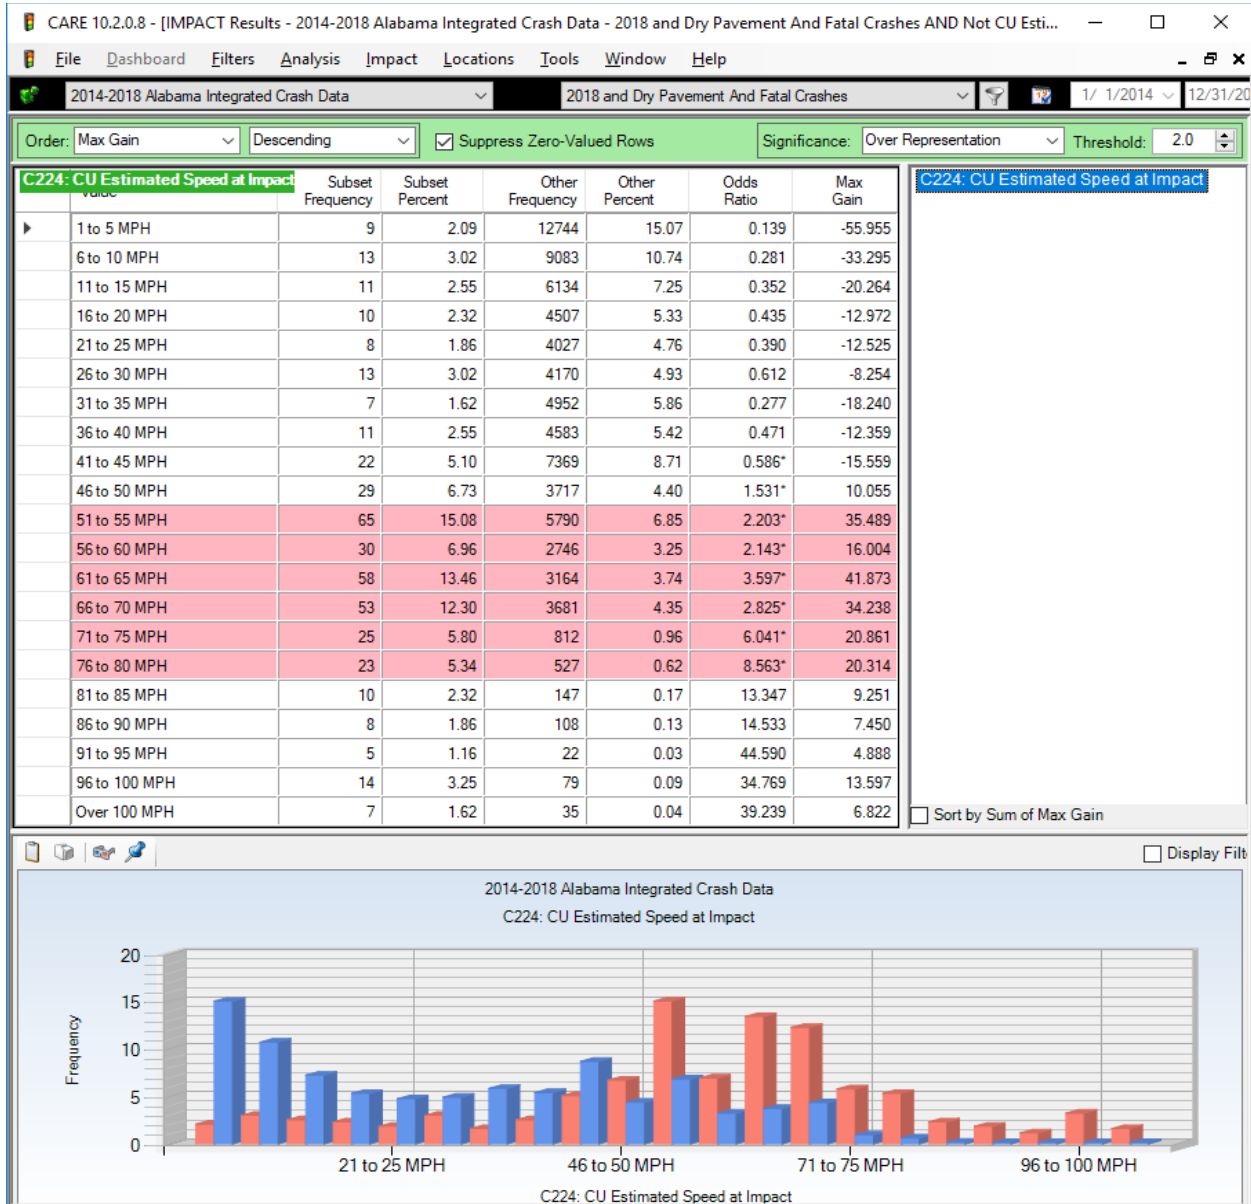 CARE 10.2.0.8 - [IMPACT Results - 2014-2018 Alabama Integrated Crash Data - 2018 and Dry Pavement And Fatal Crashes AND Not CU Esti...
File Dashboard Filters Analysis Impact Locations Tools Window Help
2014-2018 Alabama Integrated Crash Data 2018 and Dry Pavement And Fatal Crashes 1/ 1/2014 12/31/20
Order: Max Gain Descending Suppress Zero-Valued Rows Significance: Over Representation Threshold: 2.0
C224: CU Estimated Speed at Impact Subset Frequency Subset Percent Other Frequency Other Percent Odds Ratio Max Gain
1 to 5 MPH 9 2.09 12744 15.07 0.139 -55.955
6 to 10 MPH 13 3.02 9083 10.74 0.281 -33.295
11 to 15 MPH 11 2.55 6134 7.25 0.352 -20.264
16 to 20 MPH 10 2.32 4507 5.33 0.435 -12.972
21 to 25 MPH 8 1.86 4027 4.76 0.390 -12.525
26 to 30 MPH 13 3.02 4170 4.93 0.612 -8.254
31 to 35 MPH 7 1.62 4952 5.86 0.277 -18.240
36 to 40 MPH 11 2.55 4583 5.42 0.471 -12.359
41 to 45 MPH 22 5.10 7369 8.71 0.586* -15.559
46 to 50 MPH 29 6.73 3717 4.40 1.531* 10.055
51 to 55 MPH 65 15.08 5790 6.85 2.203* 35.489
56 to 60 MPH 30 6.96 2746 3.25 2.143* 16.004
61 to 65 MPH 58 13.46 3164 3.74 3.597* 41.873
66 to 70 MPH 53 12.30 3681 4.35 2.825* 34.238
71 to 75 MPH 25 5.80 812 0.96 6.041* 20.861
76 to 80 MPH 23 5.34 527 0.62 8.563* 20.314
81 to 85 MPH 10 2.32 147 0.17 13.347 9.251
86 to 90 MPH 8 1.86 108 0.13 14.533 7.450
91 to 95 MPH 5 1.16 22 0.03 44.590 4.888
96 to 100 MPH 14 3.25 79 0.09 34.769 13.597
Over 100 MPH 7 1.62 35 0.04 39.239 6.822
C224: CU Estimated Speed at Impact
Sort by Sum of Max Gain
Display Filt
2014-2018 Alabama Integrated Crash Data
C224: CU Estimated Speed at Impact
Frequency
20
15
10
5
0
21 to 25 MPH 46 to 50 MPH 71 to 75 MPH 96 to 100 MPH
C224: CU Estimated Speed at Impact